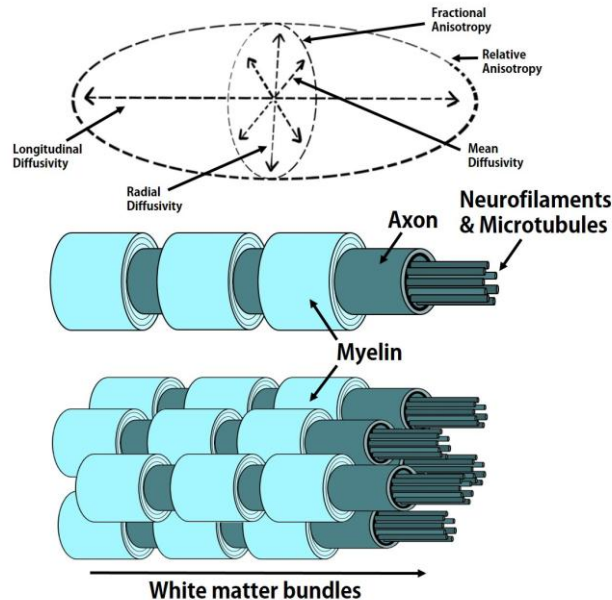 Fractional
Anisotropy
Relative
Anisotropy
Longitudinal
Diffusivity
Radial
Diffusivity
Mean
Diffusivity
Neurofilaments
& Microtubules
Axon
Myelin
White matter bundles